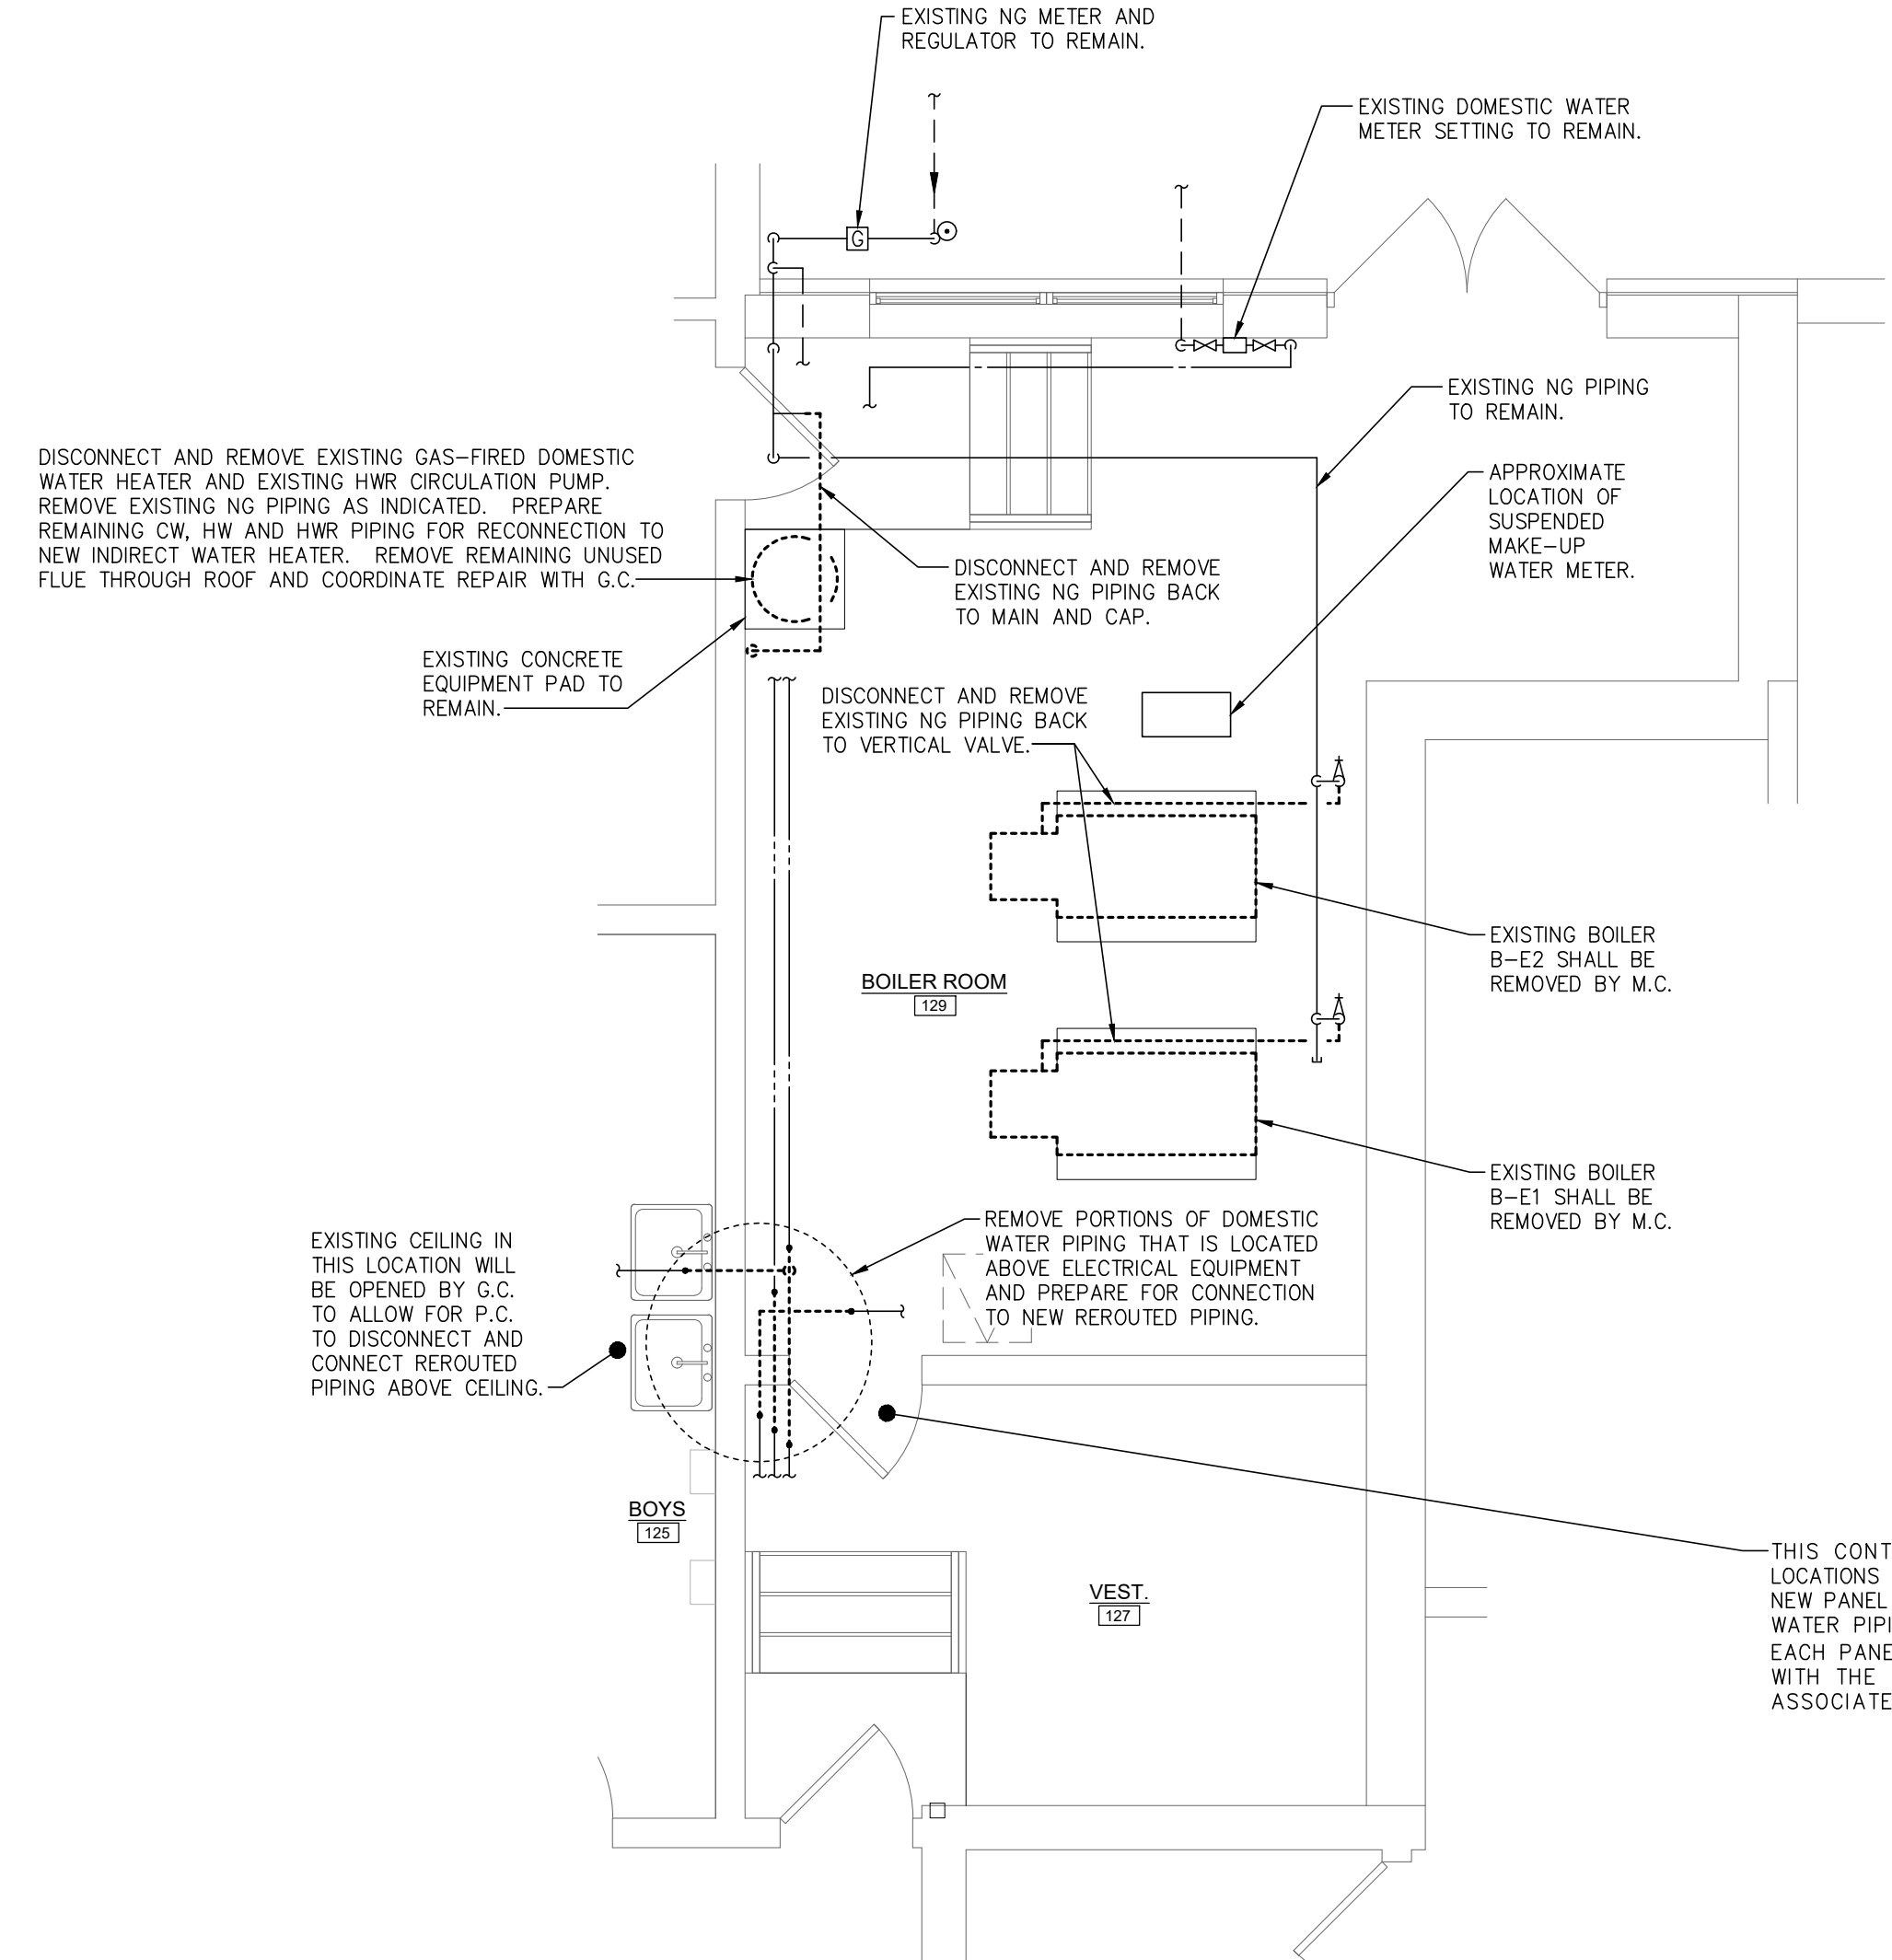 EXISTING NG METER AND
REGULATOR TO REMAIN.
EXISTING DOMESTIC WATER
METER SETTING TO REMAIN.
G
EXISTING NG PIPING
TO REMAIN.
DISCONNECT AND REMOVE EXISTING GAS-FIRED DOMESTIC
WATER HEATER AND EXISTING HWR CIRCULATION PUMP.
REMOVE EXISTING NG PIPING AS INDICATED. PREPARE
REMAINING CW, HW AND HWR PIPING FOR RECONNECTION TO
NEW INDIRECT WATER HEATER. REMOVE REMAINING UNUSED
FLUE THROUGH ROOF AND COORDINATE REPAIR WITH G.C.
APPROXIMATE
LOCATION OF
SUSPENDED
MAKE-UP
WATER METER.
DISCONNECT AND REMOVE
EXISTING NG PIPING BACK
TO MAIN AND CAP.
EXISTING CONCRETE
EQUIPMENT PAD TO
REMAIN.
DISCONNECT AND REMOVE
EXISTING NG PIPING BACK
TO VERTICAL VALVE.
EXISTING BOILER
B-E2 SHALL BE
REMOVED BY M.C.
BOILER ROOM
129
EXISTING BOILER
B-E1 SHALL BE
REMOVED BY M.C.
REMOVE PORTIONS OF DOMESTIC
WATER PIPING THAT IS LOCATED
ABOVE ELECTRICAL EQUIPMENT
AND PREPARE FOR CONNECTION
TO NEW REROUTED PIPING.
EXISTING CEILING IN
THIS LOCATION WILL
BE OPENED BY G.C.
TO ALLOW FOR P.C.
TO DISCONNECT AND
CONNECT REROUTED
PIPING ABOVE CEILING.
BOYS
125
VEST.
127
THIS CONT
LOCATIONS
NEW PANEL
WATER PIPI
EACH PANE
WITH THE
ASSOCIATE